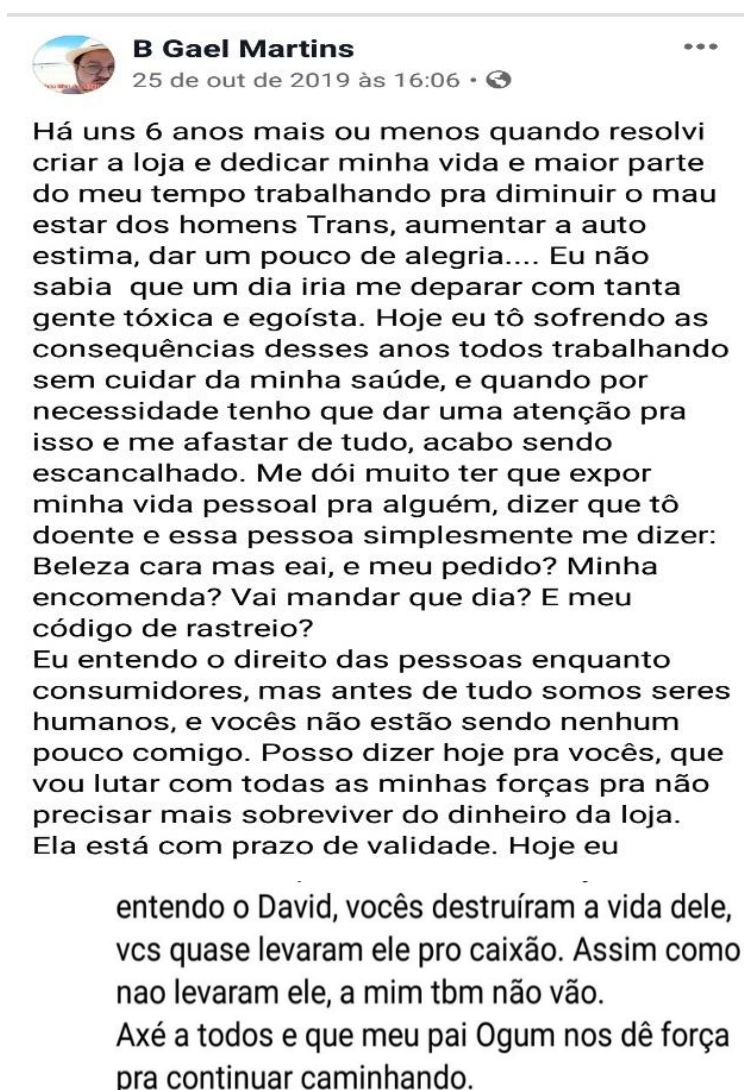 B Gael Martins
25 de out de 2019 às 16:06 •
Há uns 6 anos mais ou menos quando resolvi
criar a loja e dedicar minha vida e maior parte
do meu tempo trabalhando pra diminuir o mau
estar dos homens Trans, aumentar a auto
estima, dar um pouco de alegria.... Eu não
sabia que um dia iria me deparar com tanta
gente tóxica e egoísta. Hoje eu tô sofrendo as
consequências desses anos todos trabalhando
sem cuidar da minha saúde, e quando por
necessidade tenho que dar uma atenção pra
isso e me afastar de tudo, acabo sendo
escancalhado. Me dói muito ter que expor
minha vida pessoal pra alguém, dizer que tô
doente e essa pessoa simplesmente me dizer:
Beleza cara mas eai, e meu pedido? Minha
encomenda? Vai mandar que dia? E meu
código de rastreio?
Eu entendo o direito das pessoas enquanto
consumidores, mas antes de tudo somos seres
humanos, e vocês não estão sendo nenhum
pouco comigo. Posso dizer hoje pra vocês, que
vou lutar com todas as minhas forças pra não
precisar mais sobreviver do dinheiro da loja.
Ela está com prazo de validade. Hoje eu
entendo o David, vocês destruíram a vida dele,
vcs quase levaram ele pro caixão. Assim como
nao levaram ele, a mim tbm não vão.
Axé a todos e que meu pai Ogum nos dê força
pra continuar caminhando.